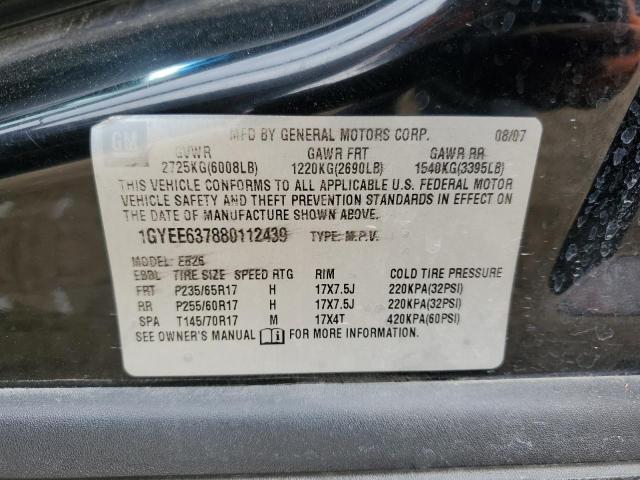 GM
MFD BY GENERAL MOTORS CORP. 08/07
GVWR GAWR FRT GAWR RR
2725KG(6008LB) 1220KG(2690LB) 1540KG(3395LB)
THIS VEHICLE CONFORMS TO ALL APPLICABLE U.S. FEDERAL MOTOR
VEHICLE SAFETY AND THEFT PREVENTION STANDARDS IN EFFECT ON
THE DATE OF MANUFACTURE SHOWN ABOVE.
1GYEE637880112439 TYPE: M.P.V.
MODEL: EB26
EBBL TIRE SIZE SPEED RTG RIM COLD TIRE PRESSURE
FRT P235/65R17 H 17X7.5J 220KPA(32PSI)
RR P255/60R17 H 17X7.5J 220KPA(32PSI)
SPA T145/70R17 M 17X4T 420KPA(60PSI)
SEE OWNER'S MANUAL FOR MORE INFORMATION.